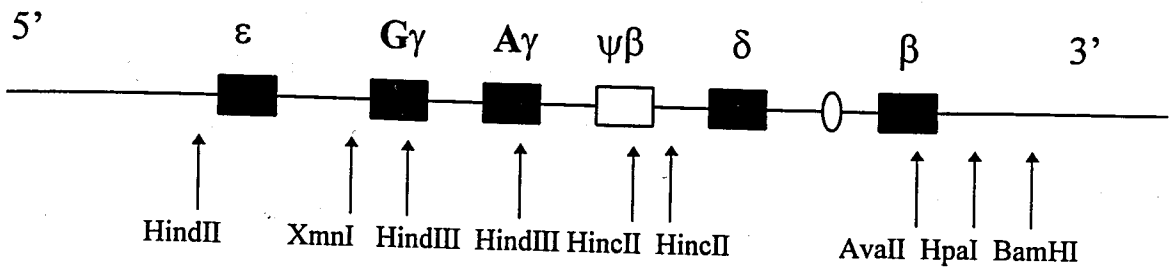 5' ε Gγ Aγ ψβ δ β 3'
HindII XmnI HindIII HindIII HincII HincII AvaII HpaI BamHI